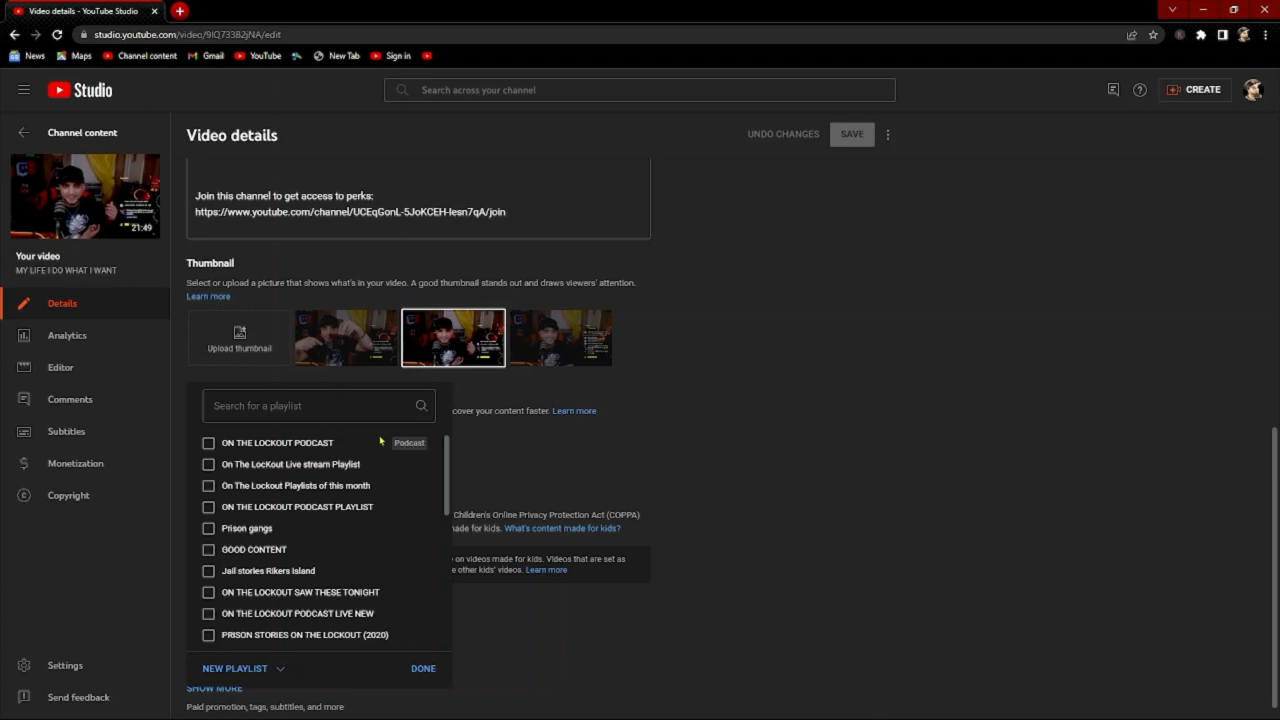 Video details - YouTube Studio
studio.youtube.com/video/9IQ733B2jNA/edit
News
Maps
Channel content
Gmail
YouTube
New Tab
Sign in
Studio
Search across your channel
CREATE
Channel content
Video details
UNDO CHANGES
SAVE
21:49
Your video
MY LIFE I DO WHAT I WANT
Details
Analytics
Editor
Comments
Subtitles
Monetization
Copyright
Settings
Send feedback
Join this channel to get access to perks:
https://www.youtube.com/channel/UCEqGonL-5JoKCEH-Iesn7qA/join
Thumbnail
Select or upload a picture that shows what's in your video. A good thumbnail stands out and draws viewers' attention.
Learn more
Upload thumbnail
Search for a playlist
cover your content faster. Learn more
ON THE LOCKOUT PODCAST
Podcast
On The LocKout Live stream Playlist
On The Lockout Playlists of this month
ON THE LOCKOUT PODCAST PLAYLIST
Children's Online Privacy Protection Act (COPPA)
Prison gangs
made for kids. What's content made for kids?
GOOD CONTENT
e on videos made for kids. Videos that are set as
Jail stories Rikers Island
e other kids' videos. Learn more
ON THE LOCKOUT SAW THESE TONIGHT
ON THE LOCKOUT PODCAST LIVE NEW
PRISON STORIES ON THE LOCKOUT (2020)
NEW PLAYLIST
DONE
SHOW MORE
Paid promotion, tags, subtitles, and more